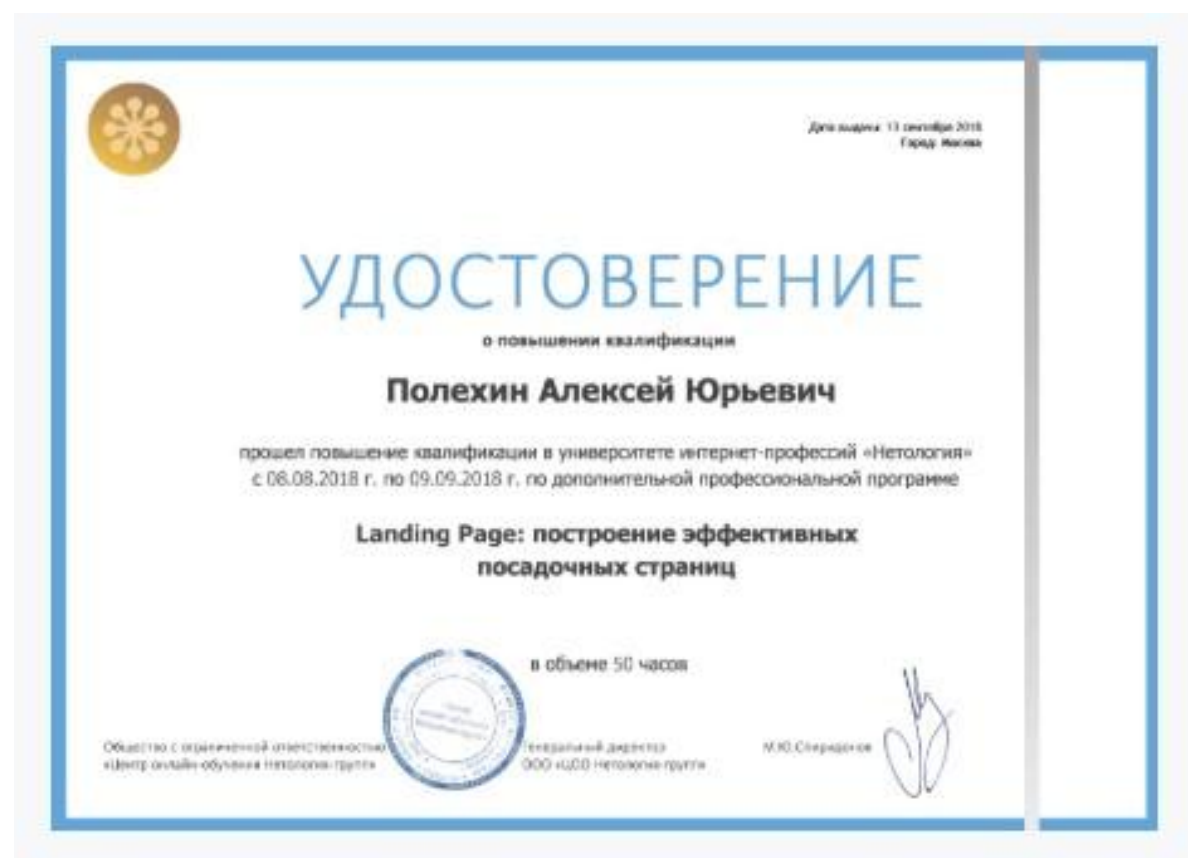 Дата выдачи: 13 сентября 2018
Город: Москва
УДОСТОВЕРЕНИЕ
о повышении квалификации
Полехин Алексей Юрьевич
прошел повышение квалификации в университете интернет-профессий «Нетология»
с 08.08.2018 г. по 09.09.2018 г. по дополнительной профессиональной программе
Landing Page: построение эффективных
посадочных страниц
в объеме 50 часов
Общество с ограниченной ответственностью
«Центр онлайн-обучения Нетология-групп»
Генеральный директор
ООО «ЦОО Нетология-групп»
М.Ю.Спиридонов